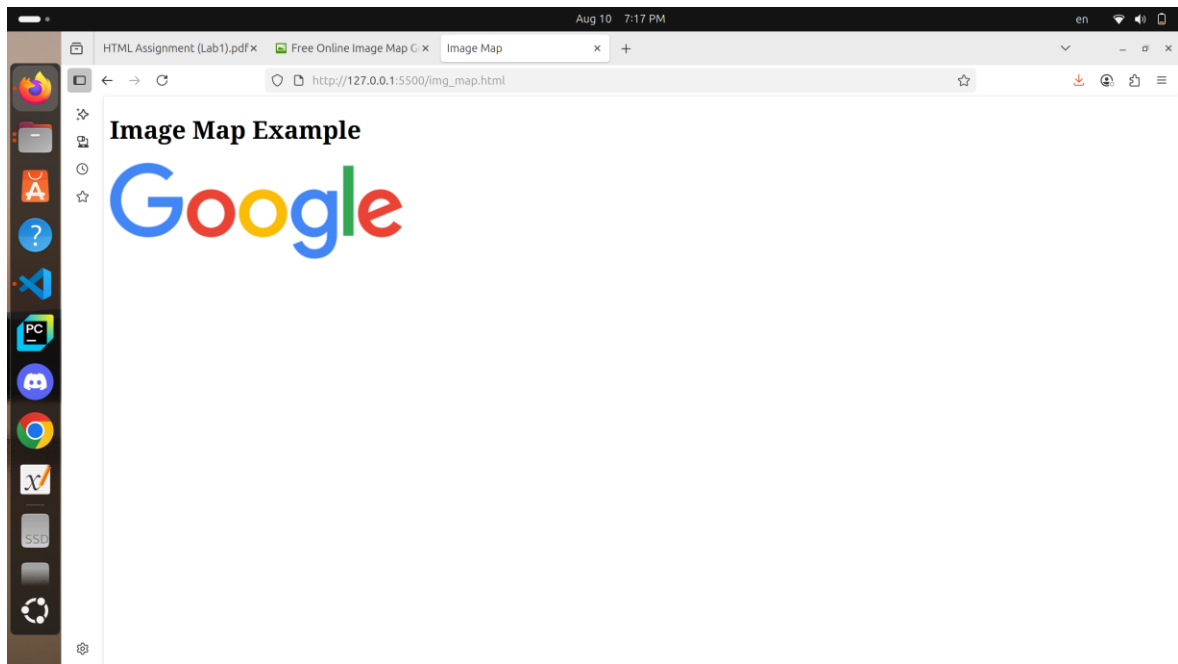 Aug 10 7:17 PM
en
HTML Assignment (Lab1).pdf
Free Online Image Map G
Image Map
http://127.0.0.1:5500/img_map.html
Image Map Example
Google
?
PC
X
SSD